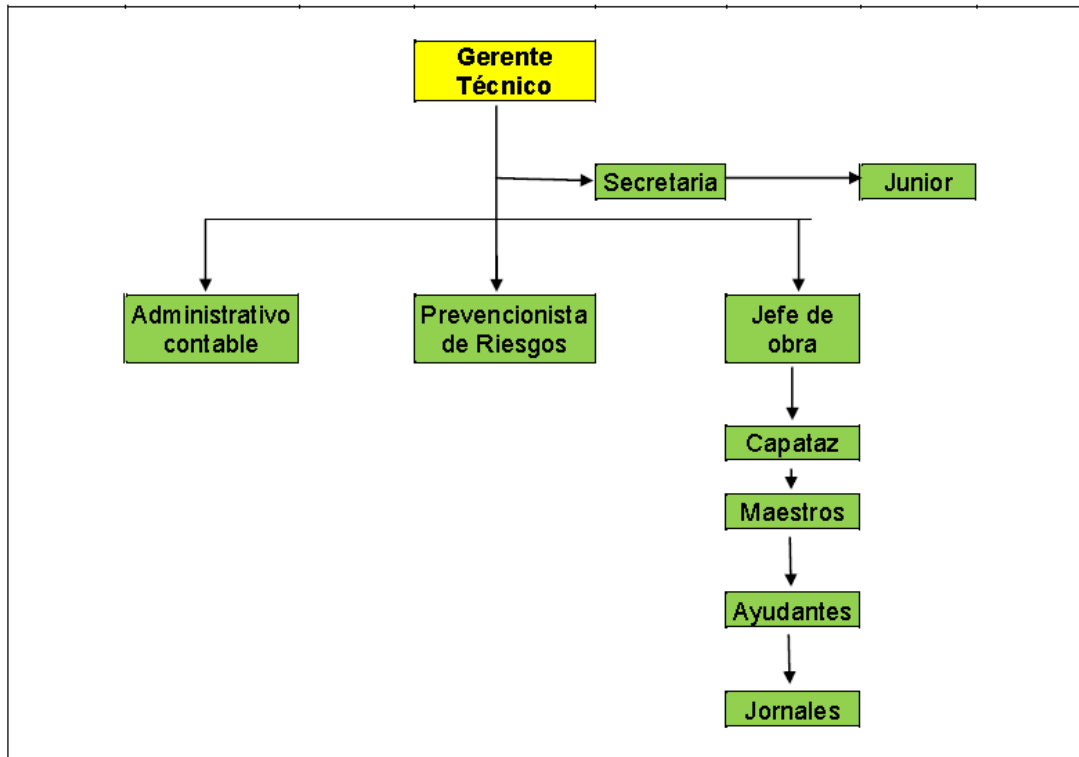 Gerente
Técnico
Secretaria
Junior
Administrativo
contable
Prevencionista
de Riesgos
Jefe de
obra
Capataz
Maestros
Ayudantes
Jornales